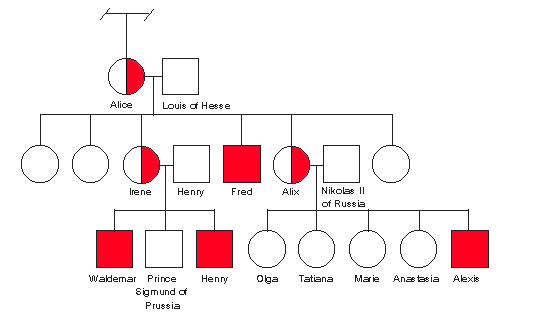 Alice
Louis of Hesse
Irene
Henry
Fred
Alix
Nikolas II
of Russia
Waldemar
Prince
Sigmund of
Prussia
Henry
Olga
Tatiana
Marie
Anastasia
Alexis